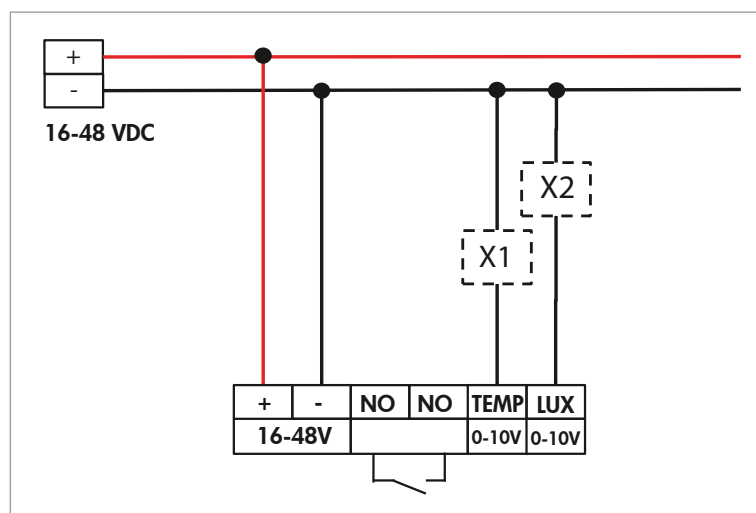 +
-
16-48 VDC
X2
X1
+ - NO NO TEMP LUX
16-48V 0-10V 0-10V